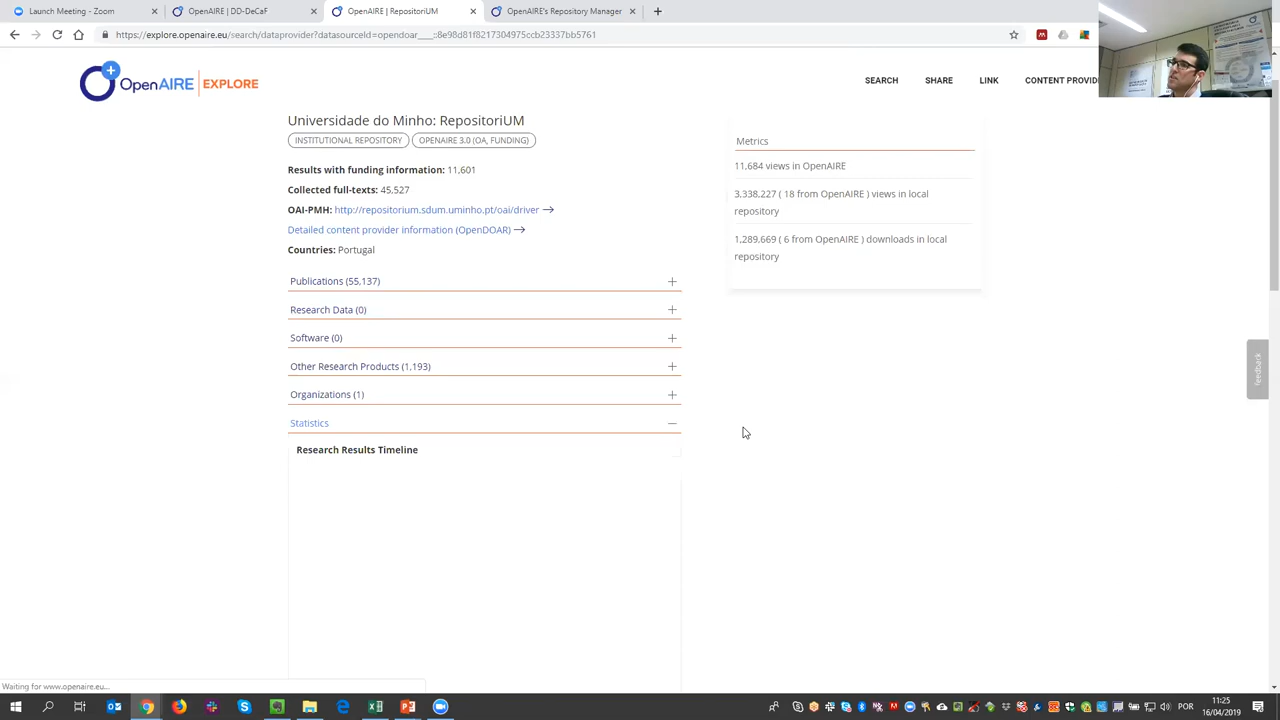 Launch Meeting - Zoom
OpenAIRE | DD-DeCaF
OpenAIRE | RepositoriUM
OpenAIRE's Repository Manager
https://explore.openaire.eu/search/dataprovider?datasourceId=opendoar____::8e98d81f8217304975ccb23337bb5761
OpenAIRE | EXPLORE
SEARCH
SHARE
LINK
CONTENT PROVID
Universidade do Minho: RepositoriUM
INSTITUTIONAL REPOSITORY
OPENAIRE 3.0 (OA, FUNDING)
Results with funding information: 11,601
Collected full-texts: 45,527
OAI-PMH: http://repositorium.sdum.uminho.pt/oai/driver
Detailed content provider information (OpenDOAR)
Countries: Portugal
Publications (55,137)
Research Data (0)
Software (0)
Other Research Products (1,193)
Organizations (1)
Statistics
Research Results Timeline
Metrics
11,684 views in OpenAIRE
3,338,227 ( 18 from OpenAIRE ) views in local
repository
1,289,669 ( 6 from OpenAIRE ) downloads in local
repository
Feedback
Waiting for www.openaire.eu...
POR
11:25
16/04/2019